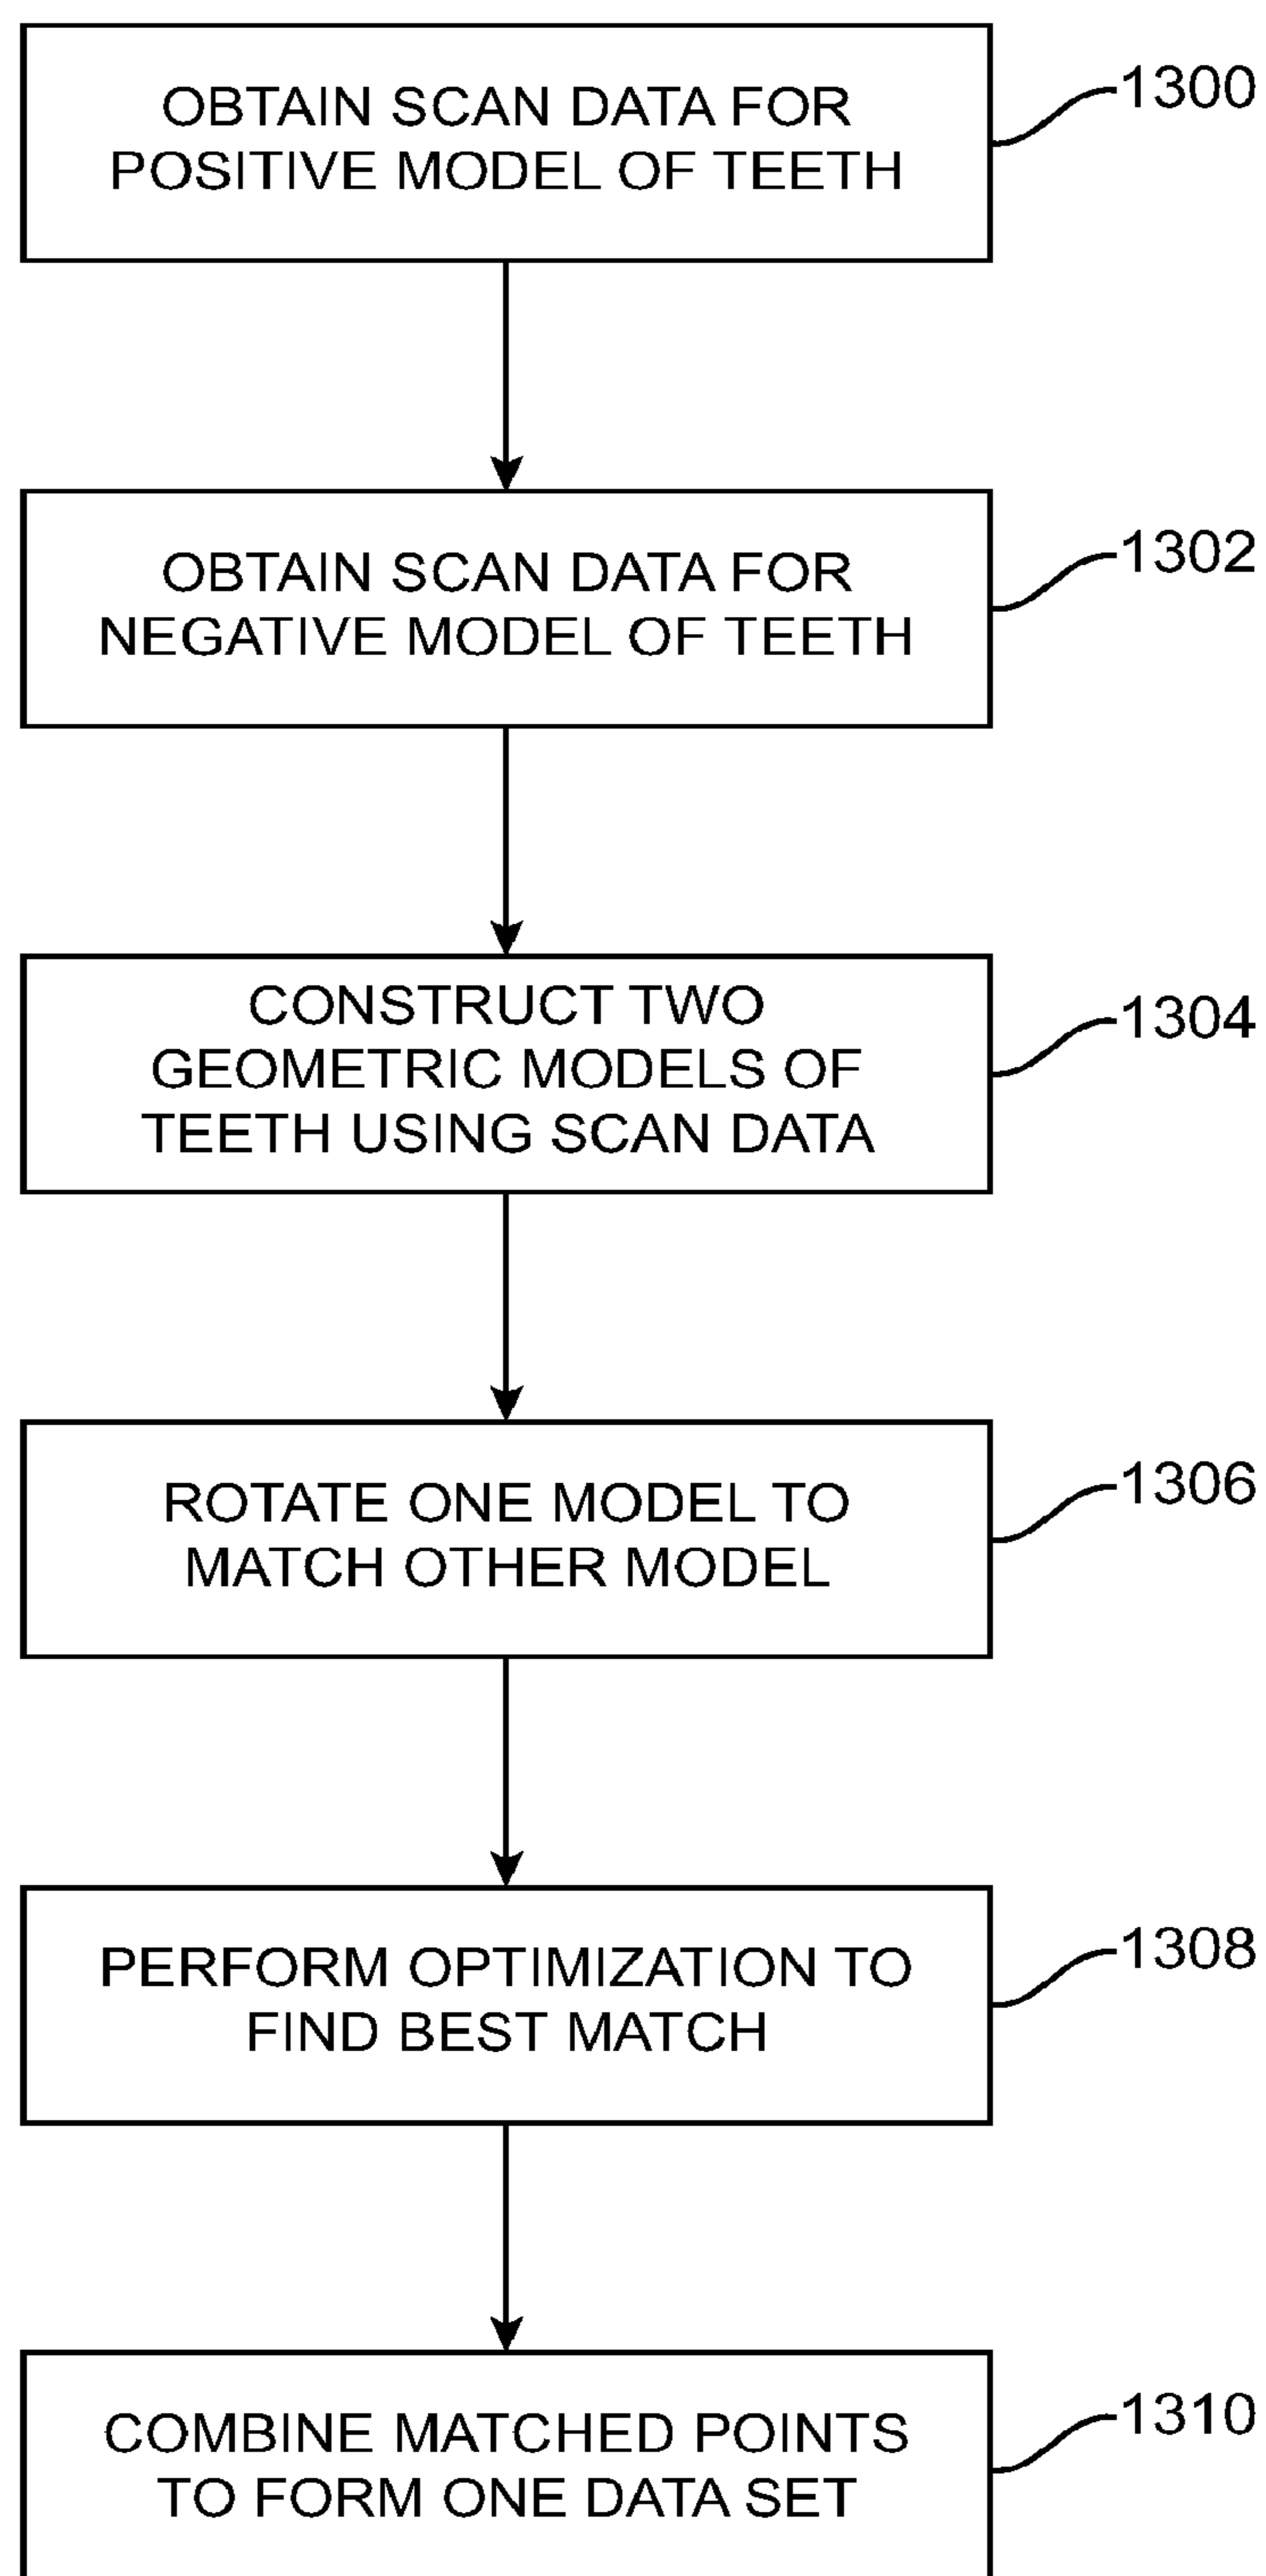 OBTAIN SCAN DATA FOR
POSITIVE MODEL OF TEETH
1300
OBTAIN SCAN DATA FOR
NEGATIVE MODEL OF TEETH
1302
CONSTRUCT TWO
GEOMETRIC MODELS OF
TEETH USING SCAN DATA
1304
ROTATE ONE MODEL TO
MATCH OTHER MODEL
1306
PERFORM OPTIMIZATION TO
FIND BEST MATCH
1308
COMBINE MATCHED POINTS
TO FORM ONE DATA SET
1310